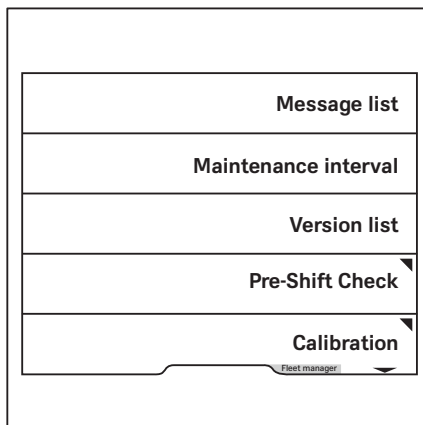 Message list
Maintenance interval
Version list
Pre-Shift Check
Calibration
Fleet manager